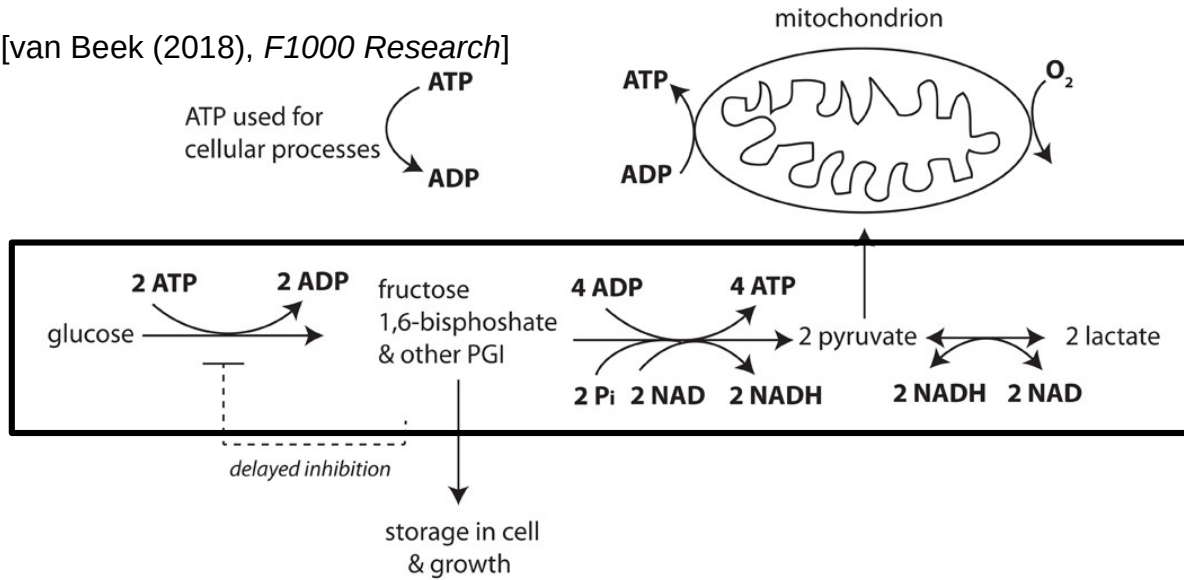 mitochondrion
[van Beek (2018), F1000 Research]
ATP
ATP used for
cellular processes
ADP
ATP
ADP
O₂
2 ATP
2 ADP
glucose
fructose
1,6-bisphoshate
& other PGI
4 ADP
4 ATP
2 Pi
2 NAD
2 NADH
2 pyruvate
2 lactate
2 NADH
2 NAD
delayed inhibition
storage in cell
& growth